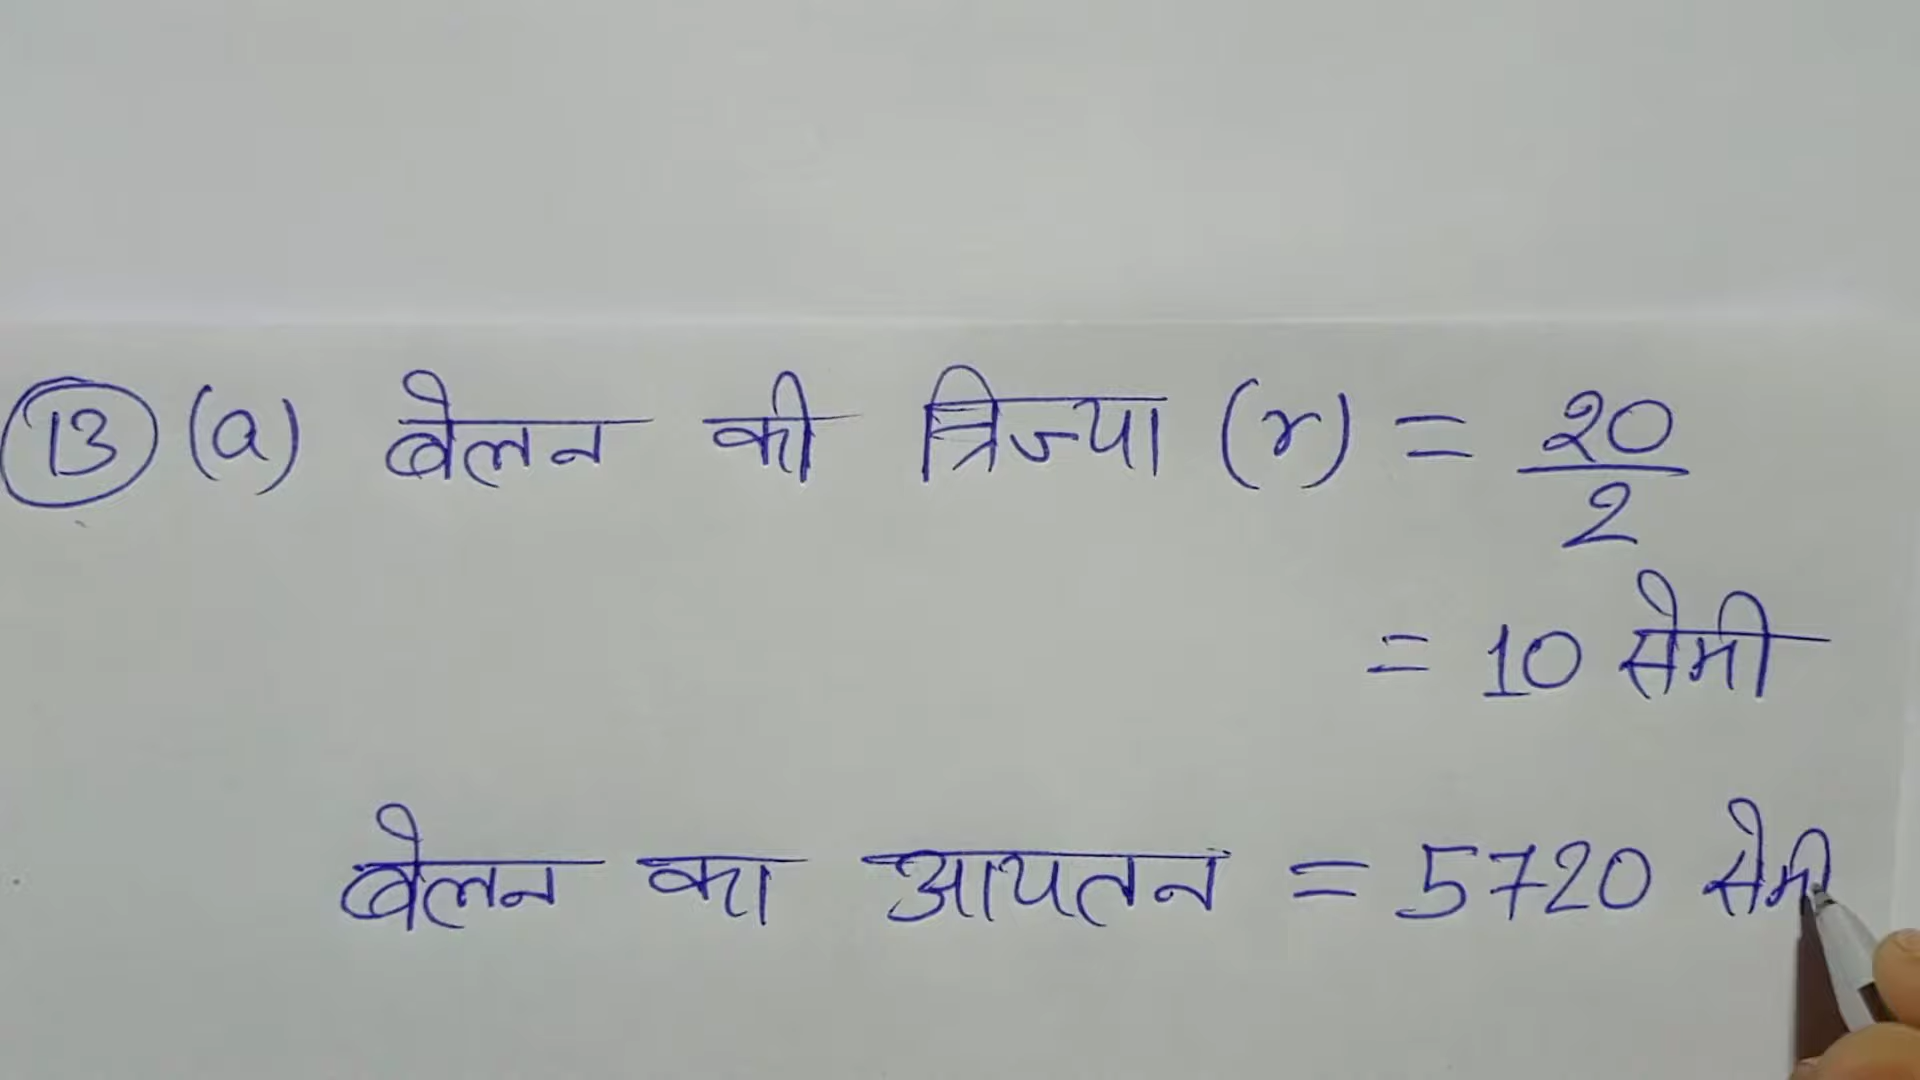 13 (a) बेलन की त्रिज्या (r) = 20/2
= 10 सेमी
बेलन का आयतन = 5720 सेमी